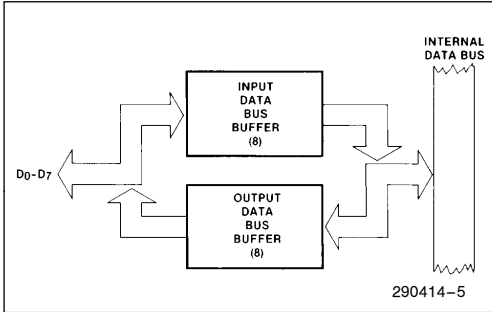 INTERNAL
DATA BUS
INPUT
DATA
BUS
BUFFER
(8)
D0-D7
OUTPUT
DATA
BUS
BUFFER
(8)
290414-5